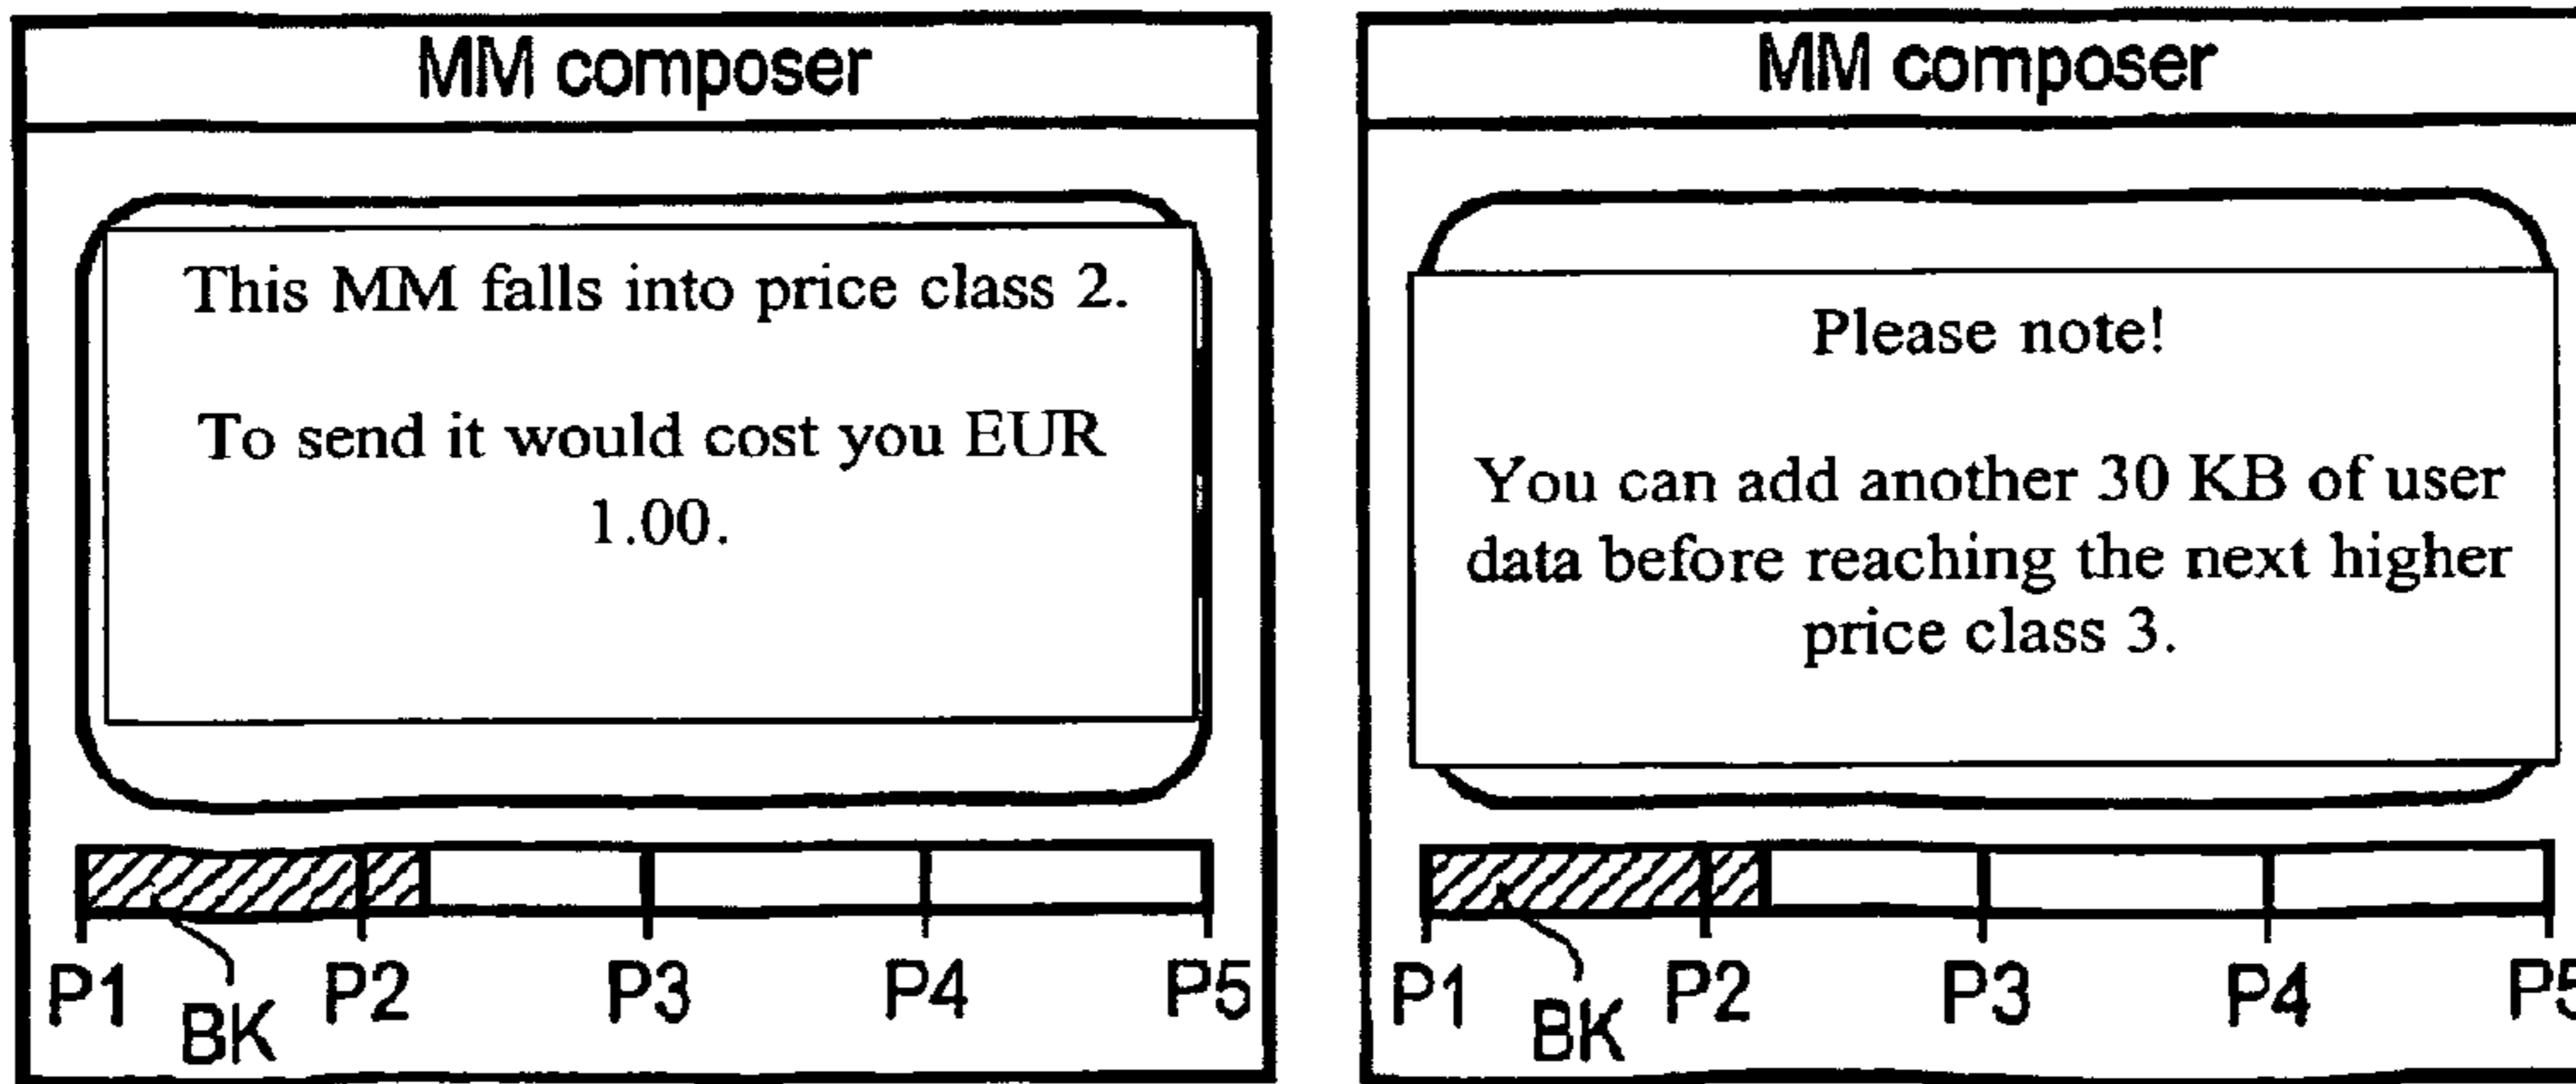 MM composer
This MM falls into price class 2.
To send it would cost you EUR
1.00.
P1 BK P2 P3 P4 P5
MM composer
Please note!
You can add another 30 KB of user
data before reaching the next higher
price class 3.
P1 BK P2 P3 P4 P5